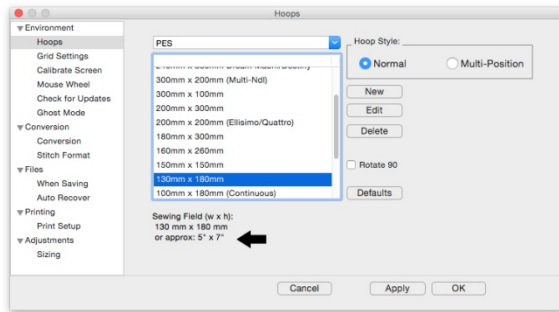 Hoops
Environment
Hoops
Grid Settings
Calibrate Screen
Mouse Wheel
Check for Updates
Ghost Mode
Conversion
Conversion
Stitch Format
Files
When Saving
Auto Recover
Printing
Print Setup
Adjustments
Sizing
PES
300mm x 200mm (Multi-Ndl)
300mm x 100mm
200mm x 300mm
200mm x 200mm (Ellisimo/Quattro)
180mm x 300mm
160mm x 260mm
150mm x 150mm
130mm x 180mm
100mm x 180mm (Continuous)
Sewing Field (w x h):
130 mm x 180 mm
or approx: 5" x 7"
Hoop Style:
Normal Multi-Position
New
Edit
Delete
Rotate 90
Defaults
Cancel Apply OK